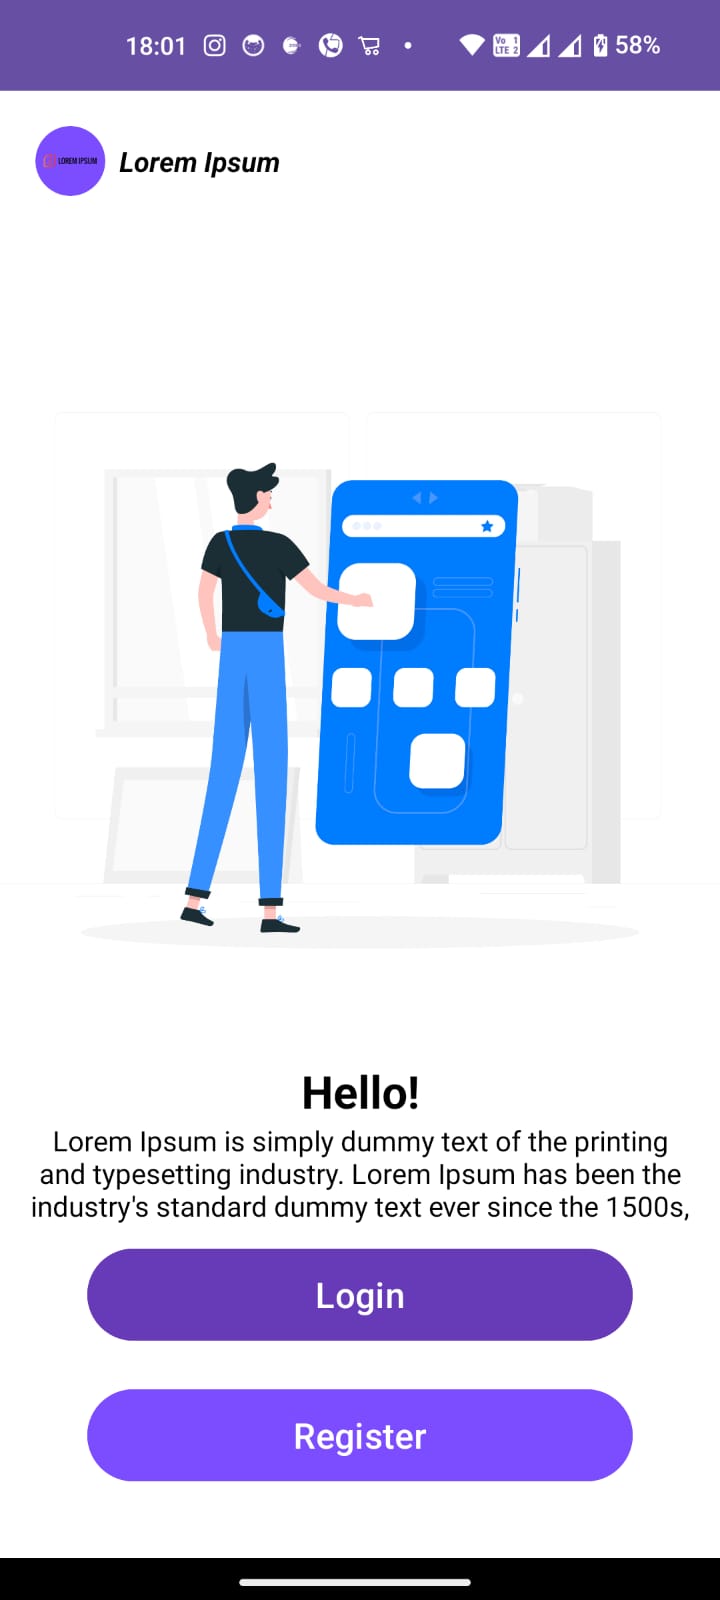 18:01
Vo 1
LTE 2
58%
LOREM IPSUM
Lorem Ipsum
Hello!
Lorem Ipsum is simply dummy text of the printing
and typesetting industry. Lorem Ipsum has been the
industry's standard dummy text ever since the 1500s,
Login
Register